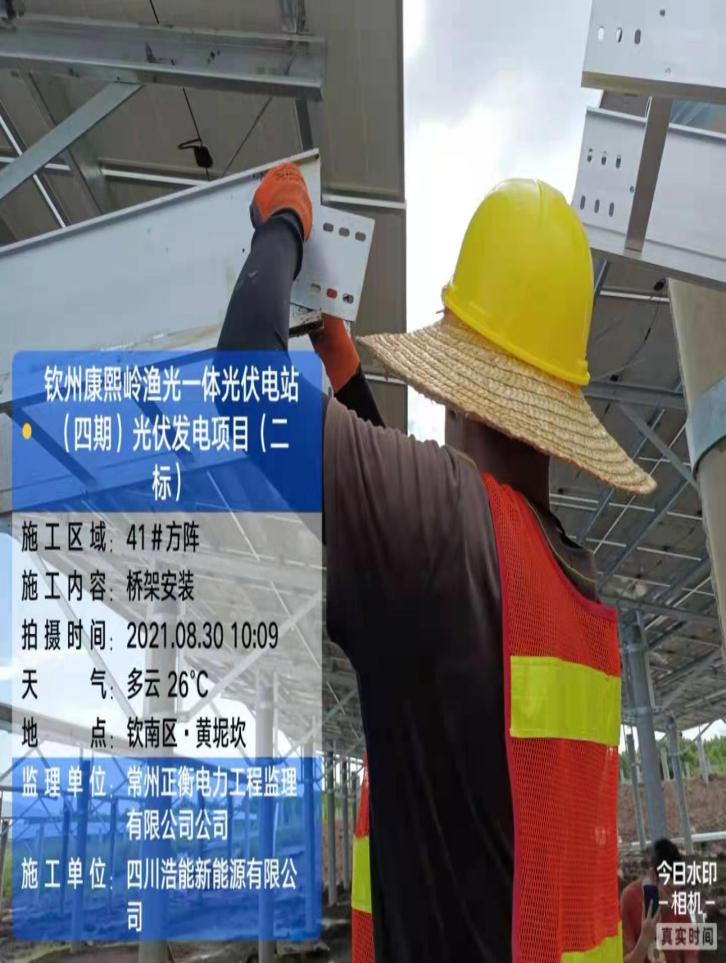 钦州康熙岭渔光一体光伏电站
（四期）光伏发电项目（二
标）
施工区域：41#方阵
施工内容：桥架安装
拍摄时间：2021.08.30 10:09
天气：多云 26℃
地点：钦南区·黄坭坎
监理单位：常州正衡电力工程监理
有限公司公司
施工单位：四川浩能新能源有限公
司
今日水印
-相机-
真实时间